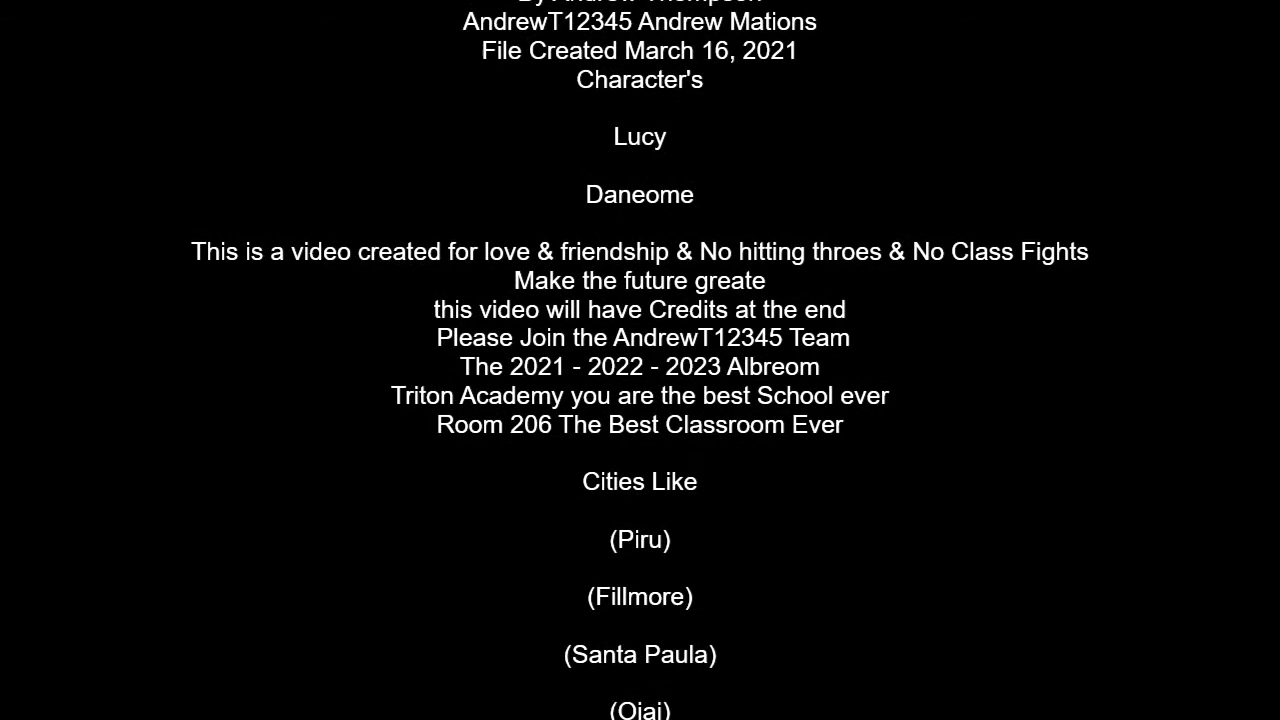 By Andrew Thompson
AndrewT12345 Andrew Mations
File Created March 16, 2021
Character's
Lucy
Daneome
This is a video created for love & friendship & No hitting throes & No Class Fights
Make the future greate
this video will have Credits at the end
Please Join the AndrewT12345 Team
The 2021 - 2022 - 2023 Albreom
Triton Academy you are the best School ever
Room 206 The Best Classroom Ever
Cities Like
(Piru)
(Fillmore)
(Santa Paula)
(Ojai)